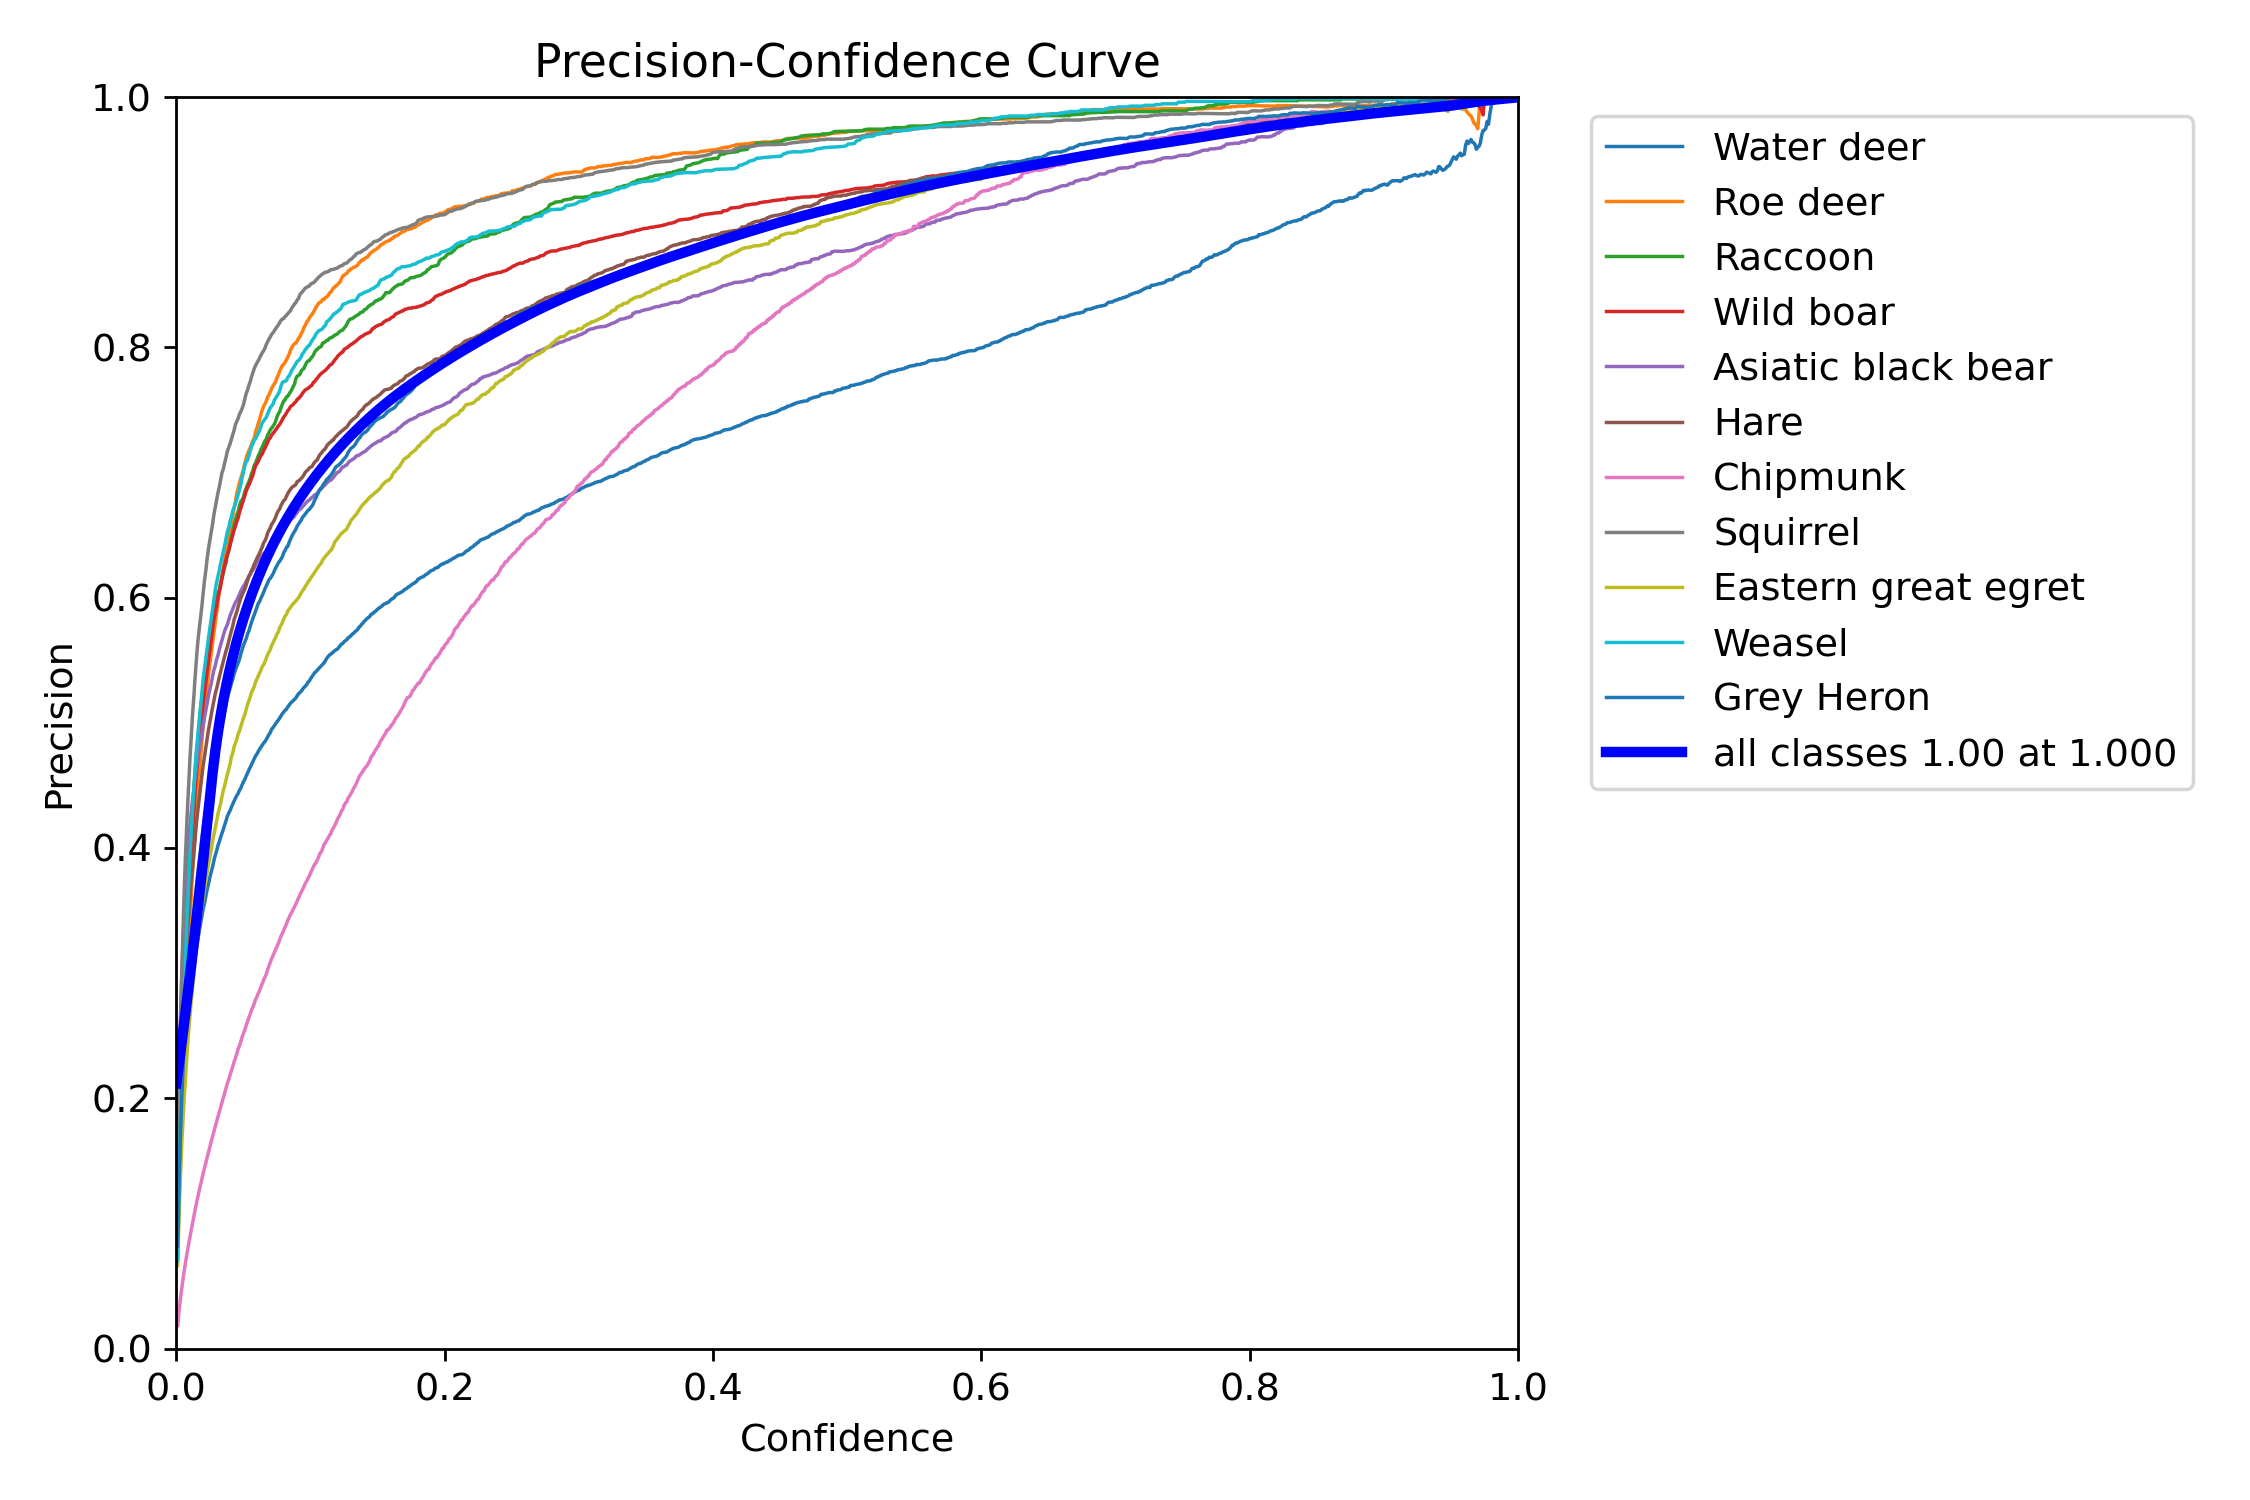 Precision-Confidence Curve
1.0
0.8
0.6
0.4
0.2
0.0
Precision
0.0 0.2 0.4 0.6 0.8 1.0
Confidence
Water deer
Roe deer
Raccoon
Wild boar
Asiatic black bear
Hare
Chipmunk
Squirrel
Eastern great egret
Weasel
Grey Heron
all classes 1.00 at 1.000